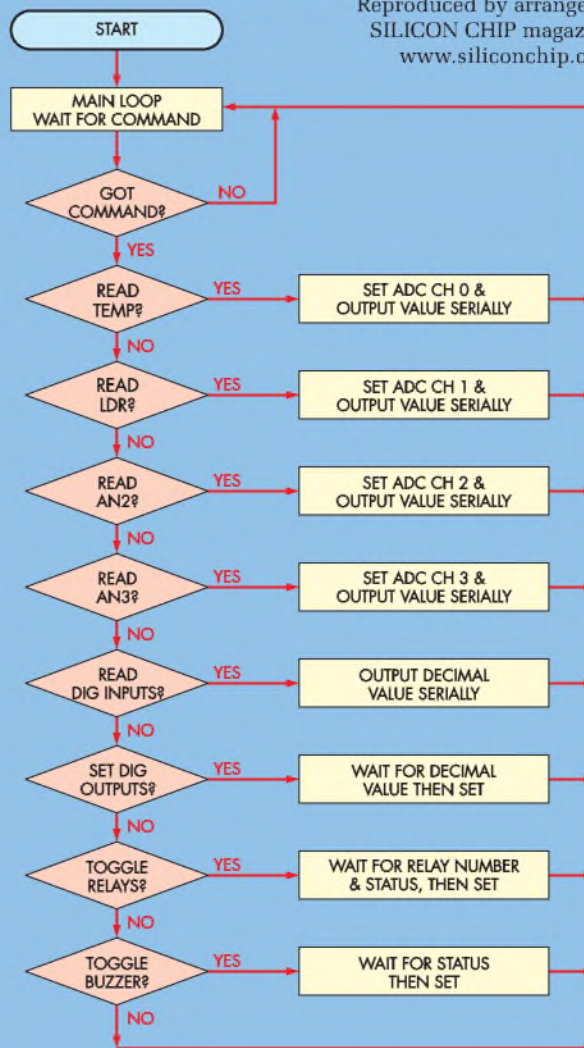 Reproduced by
SILICON CHIP
www.siliconchip
START
MAIN LOOP
WAIT FOR COMMAND
GOT
COMMAND?
NO
YES
READ
TEMP?
YES
SET ADC CH 0 &
OUTPUT VALUE SERIALLY
NO
READ
LDR?
YES
SET ADC CH 1 &
OUTPUT VALUE SERIALLY
NO
READ
AN2?
YES
SET ADC CH 2 &
OUTPUT VALUE SERIALLY
NO
READ
AN3?
YES
SET ADC CH 3 &
OUTPUT VALUE SERIALLY
NO
READ
DIG INPUTS?
YES
OUTPUT DECIMAL
VALUE SERIALLY
NO
SET DIG
OUTPUTS?
YES
WAIT FOR DECIMAL
VALUE THEN SET
NO
TOGGLE
RELAYS?
YES
WAIT FOR RELAY NUMBER
& STATUS, THEN SET
NO
TOGGLE
BUZZER?
YES
WAIT FOR STATUS
THEN SET
NO